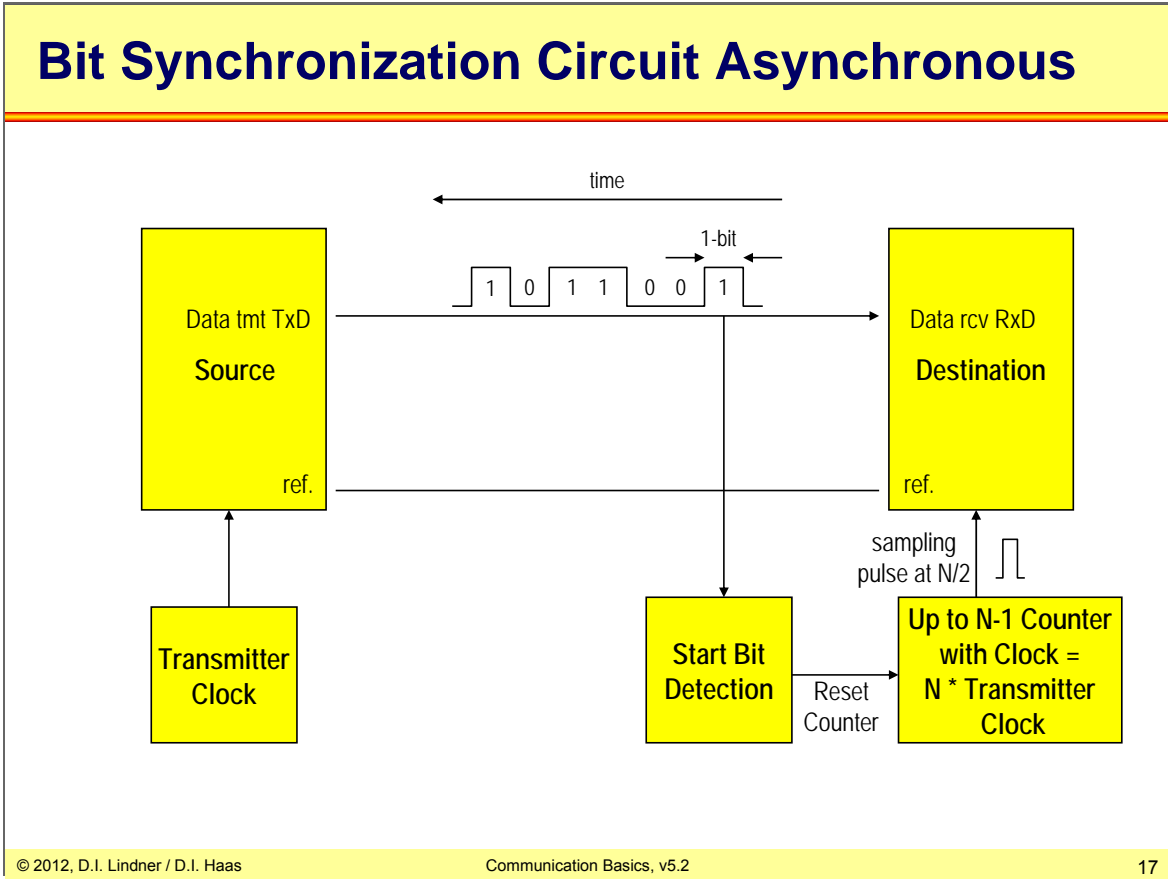 Bit Synchronization Circuit Asynchronous
time
1-bit
1 0 1 1 0 0 1
Data tmt TxD
Source
ref.
Data rcv RxD
Destination
ref.
sampling
pulse at N/2
Transmitter
Clock
Start Bit
Detection
Reset
Counter
Up to N-1 Counter
with Clock =
N * Transmitter
Clock
© 2012, D.I. Lindner / D.I. Haas
Communication Basics, v5.2
17